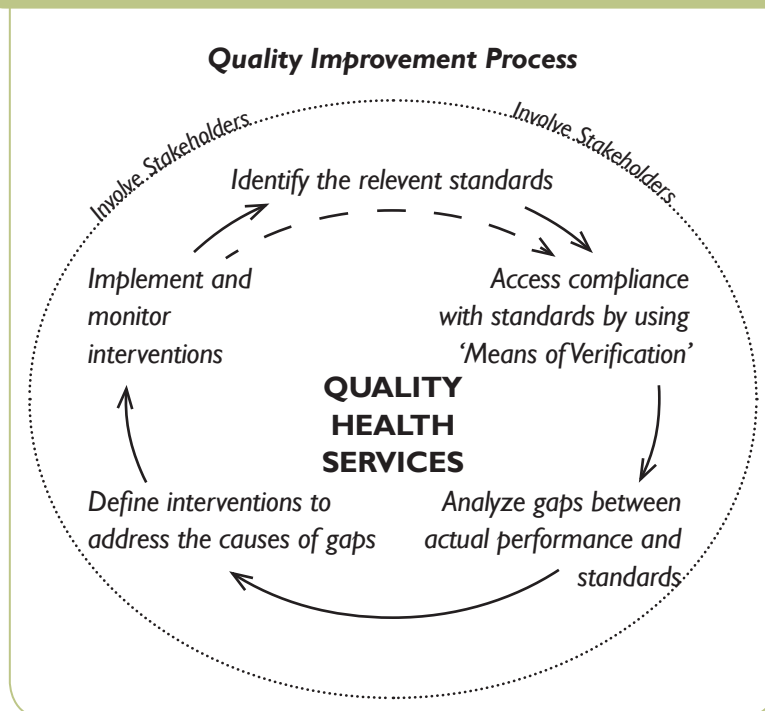 Quality Improvement Process
Involve Stakeholders
Involve Stakeholders
Identify the relevent standards
Access compliance
with standards by using
‘Means of Verification’
Analyze gaps between
actual performance and
standards
Define interventions to
address the causes of gaps
Implement and
monitor
interventions
QUALITY
HEALTH
SERVICES